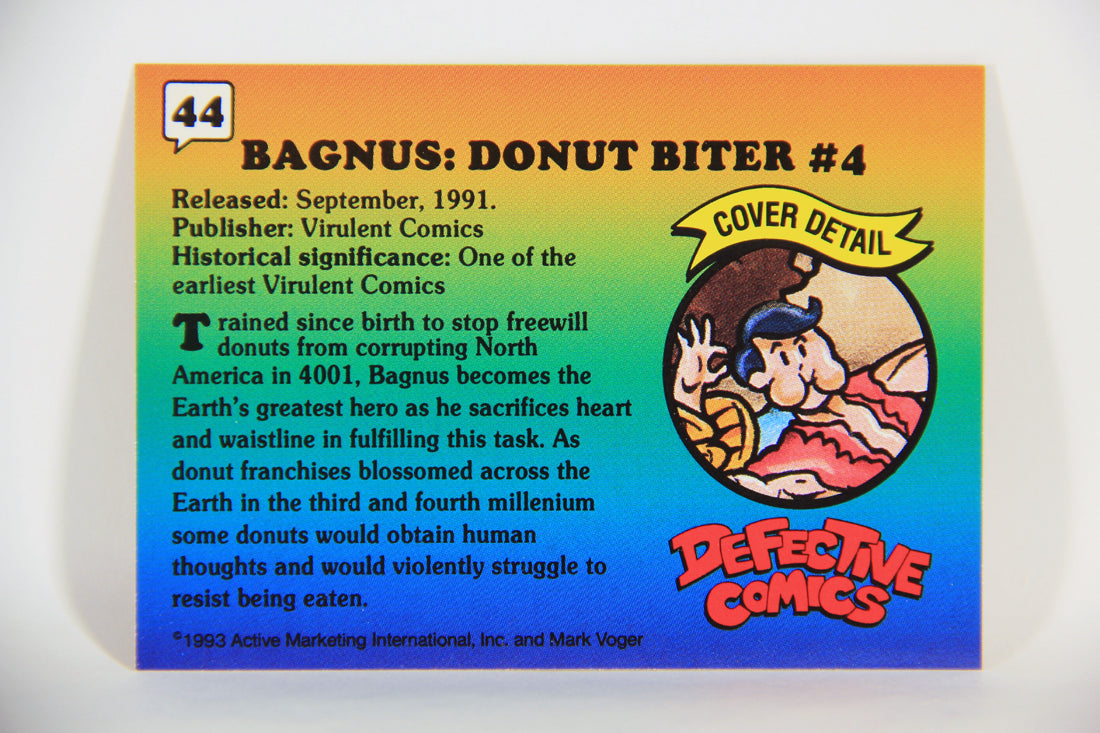 44
BAGNUS: DONUT BITER #4
Released: September, 1991.
Publisher: Virulent Comics
Historical significance: One of the
earliest Virulent Comics
Trained since birth to stop freewill
donuts from corrupting North
America in 4001, Bagnus becomes the
Earth's greatest hero as he sacrifices heart
and waistline in fulfilling this task. As
donut franchises blossomed across the
Earth in the third and fourth millenium
some donuts would obtain human
thoughts and would violently struggle to
resist being eaten.
©1993 Active Marketing International, Inc. and Mark Voger
COVER DETAIL
DEFECTIVE
COMICS